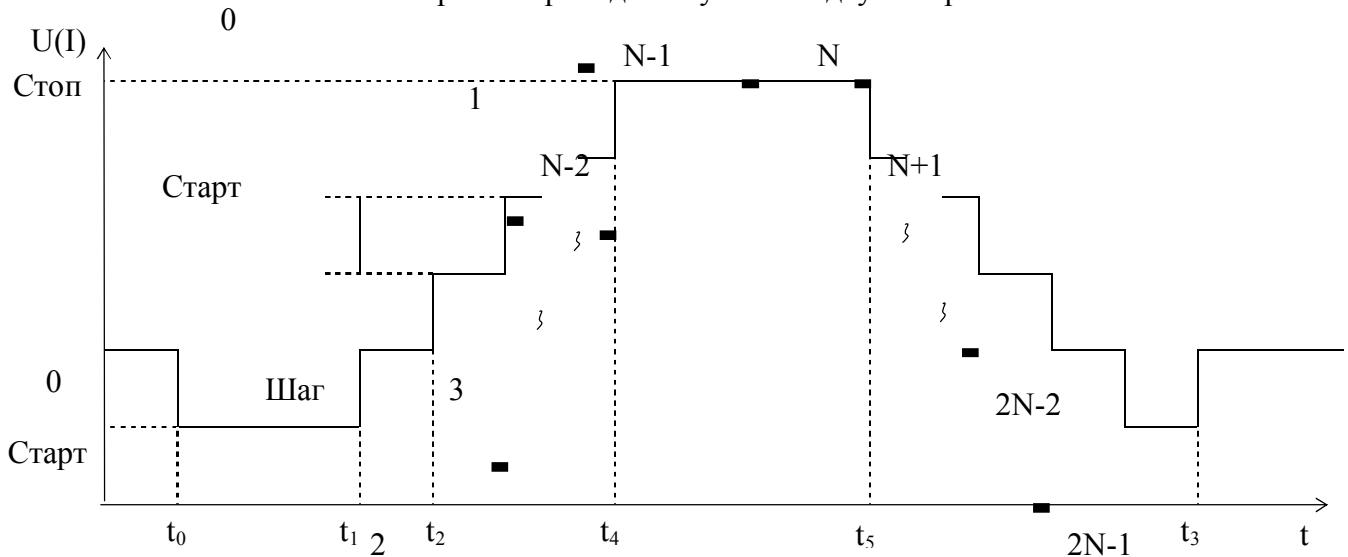 0
U(I)
N-1
N
Стоп
1
N-2
N+1
Старт
0
Шаг
3
2N-2
Старт
t₀
t₁
2
t₂
t₄
t₅
2N-1
t₃
t